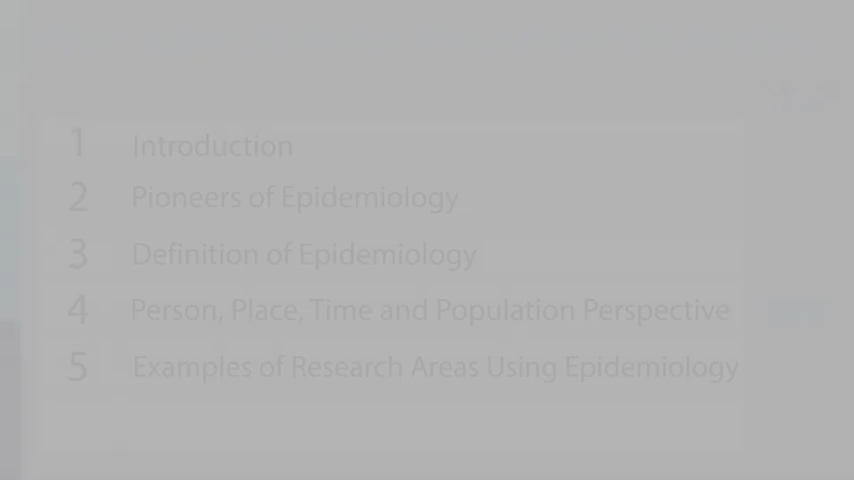 1 Introduction
2 Pioneers of Epidemiology
3 Definition of Epidemiology
4 Person, Place, Time and Population Perspective
5 Examples of Research Areas Using Epidemiology